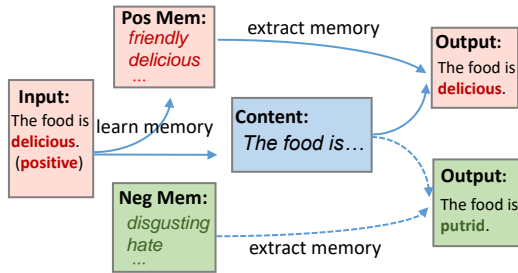 Pos Mem:
friendly
delicious
...
extract memory
Output:
The food is
delicious.
Input:
The food is
delicious.
(positive)
learn memory
Content:
The food is...
Neg Mem:
disgusting
hate
...
extract memory
Output:
The food is
putrid.